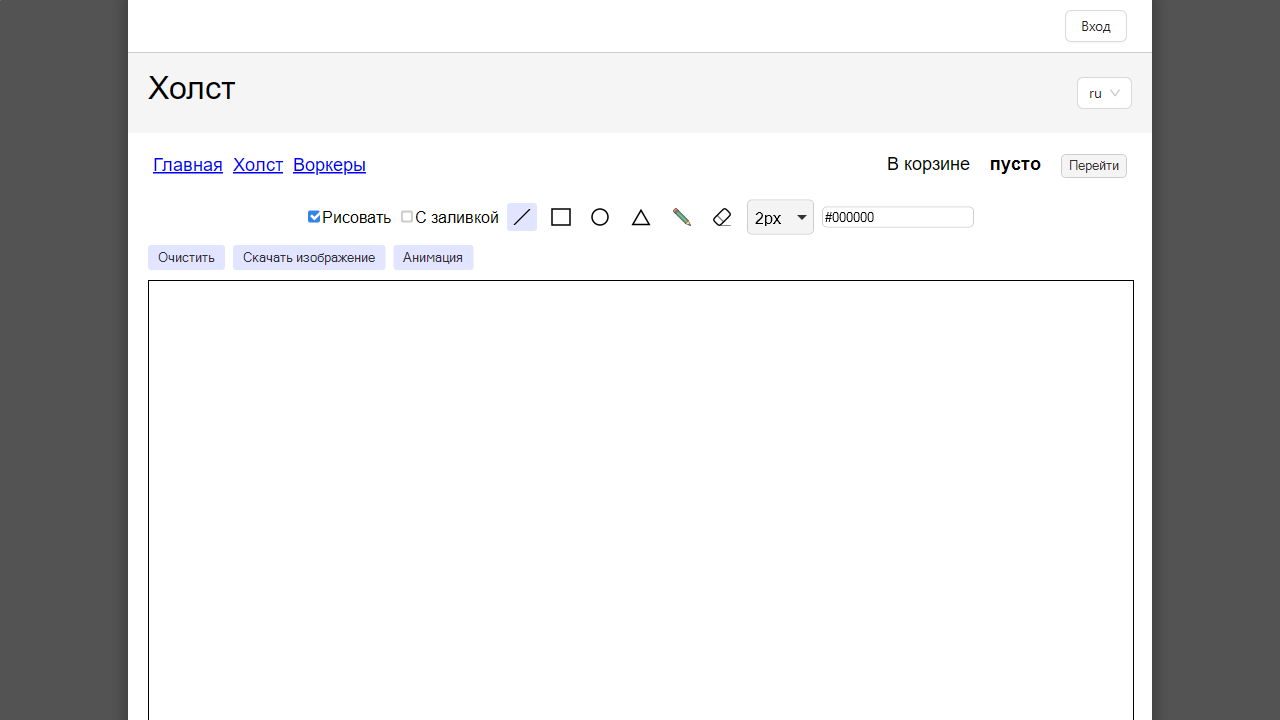 Вход
Холст
ru
Главная Холст Воркеры
В корзине пусто Перейти
Рисовать С заливкой 2px #000000
Очистить Скачать изображение Анимация